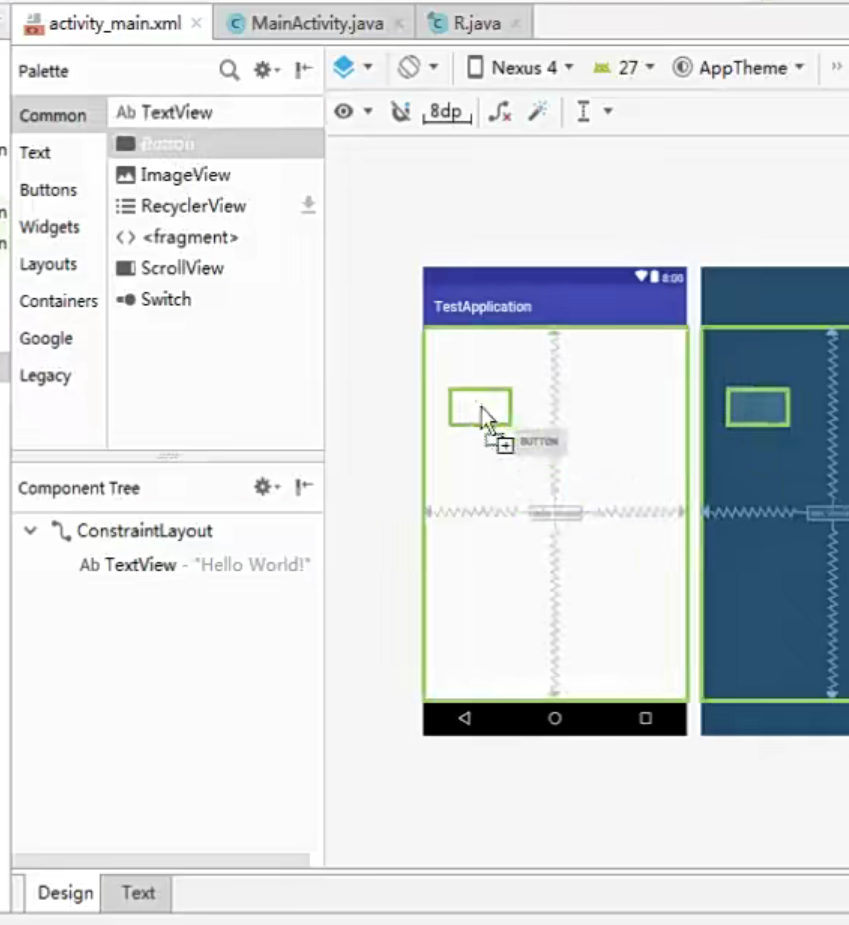 activity_main.xml MainActivity.java R.java
Palette Nexus 4 27 AppTheme
8dp
Common
Text
Buttons
Widgets
Layouts
Containers
Google
Legacy
Ab TextView
Button
ImageView
RecyclerView
<fragment>
ScrollView
Switch
8:00
TestApplication
BUTTON
Component Tree
ConstraintLayout
Ab TextView - "Hello World!"
Design Text